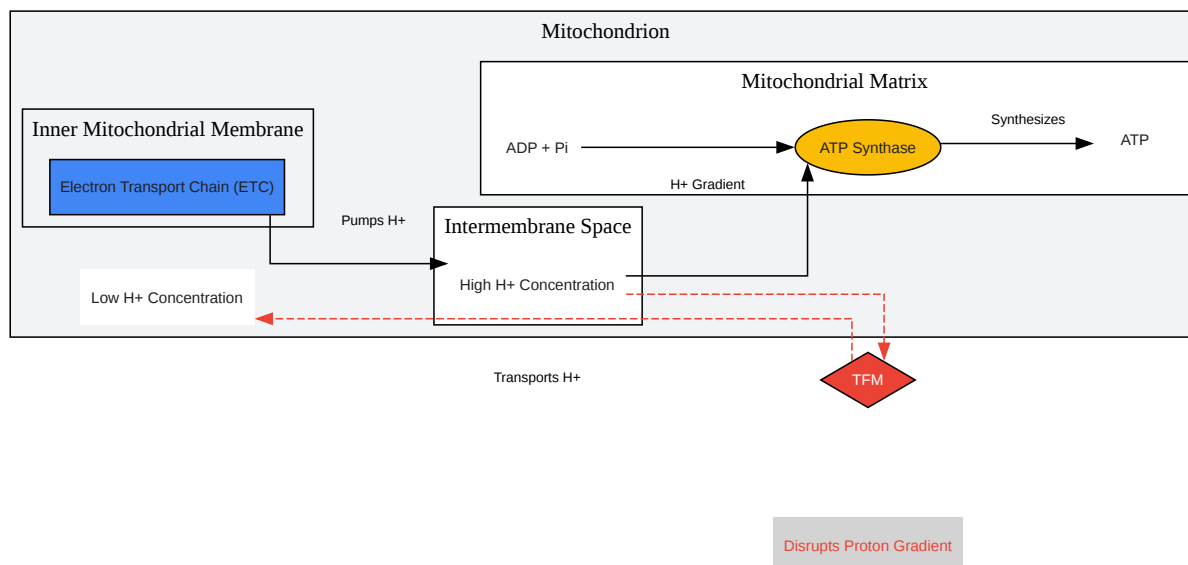 Mitochondrion
Mitochondrial Matrix
Inner Mitochondrial Membrane
Synthesizes
ADP + Pi
ATP Synthase
ATP
Electron Transport Chain (ETC)
H+ Gradient
Pumps H+
Intermembrane Space
High H+ Concentration
Low H+ Concentration
Transports H+
TFM
Disrupts Proton Gradient